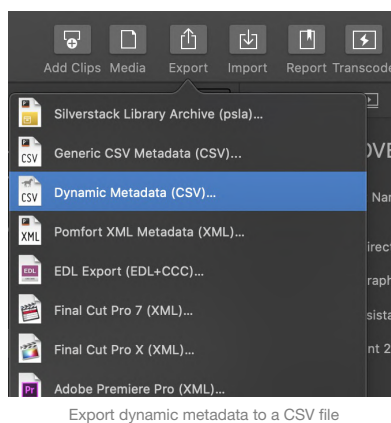 Add Clips Media Export Import Report Transcode
Silverstack Library Archive (psla)...
CSV Generic CSV Metadata (CSV)...
CSV Dynamic Metadata (CSV)...
XML Pomfort XML Metadata (XML)...
EDL EDL Export (EDL+CCC)...
Final Cut Pro 7 (XML)...
Final Cut Pro X (XML)...
Pr Adobe Premiere Pro (XML)...
Export dynamic metadata to a CSV file